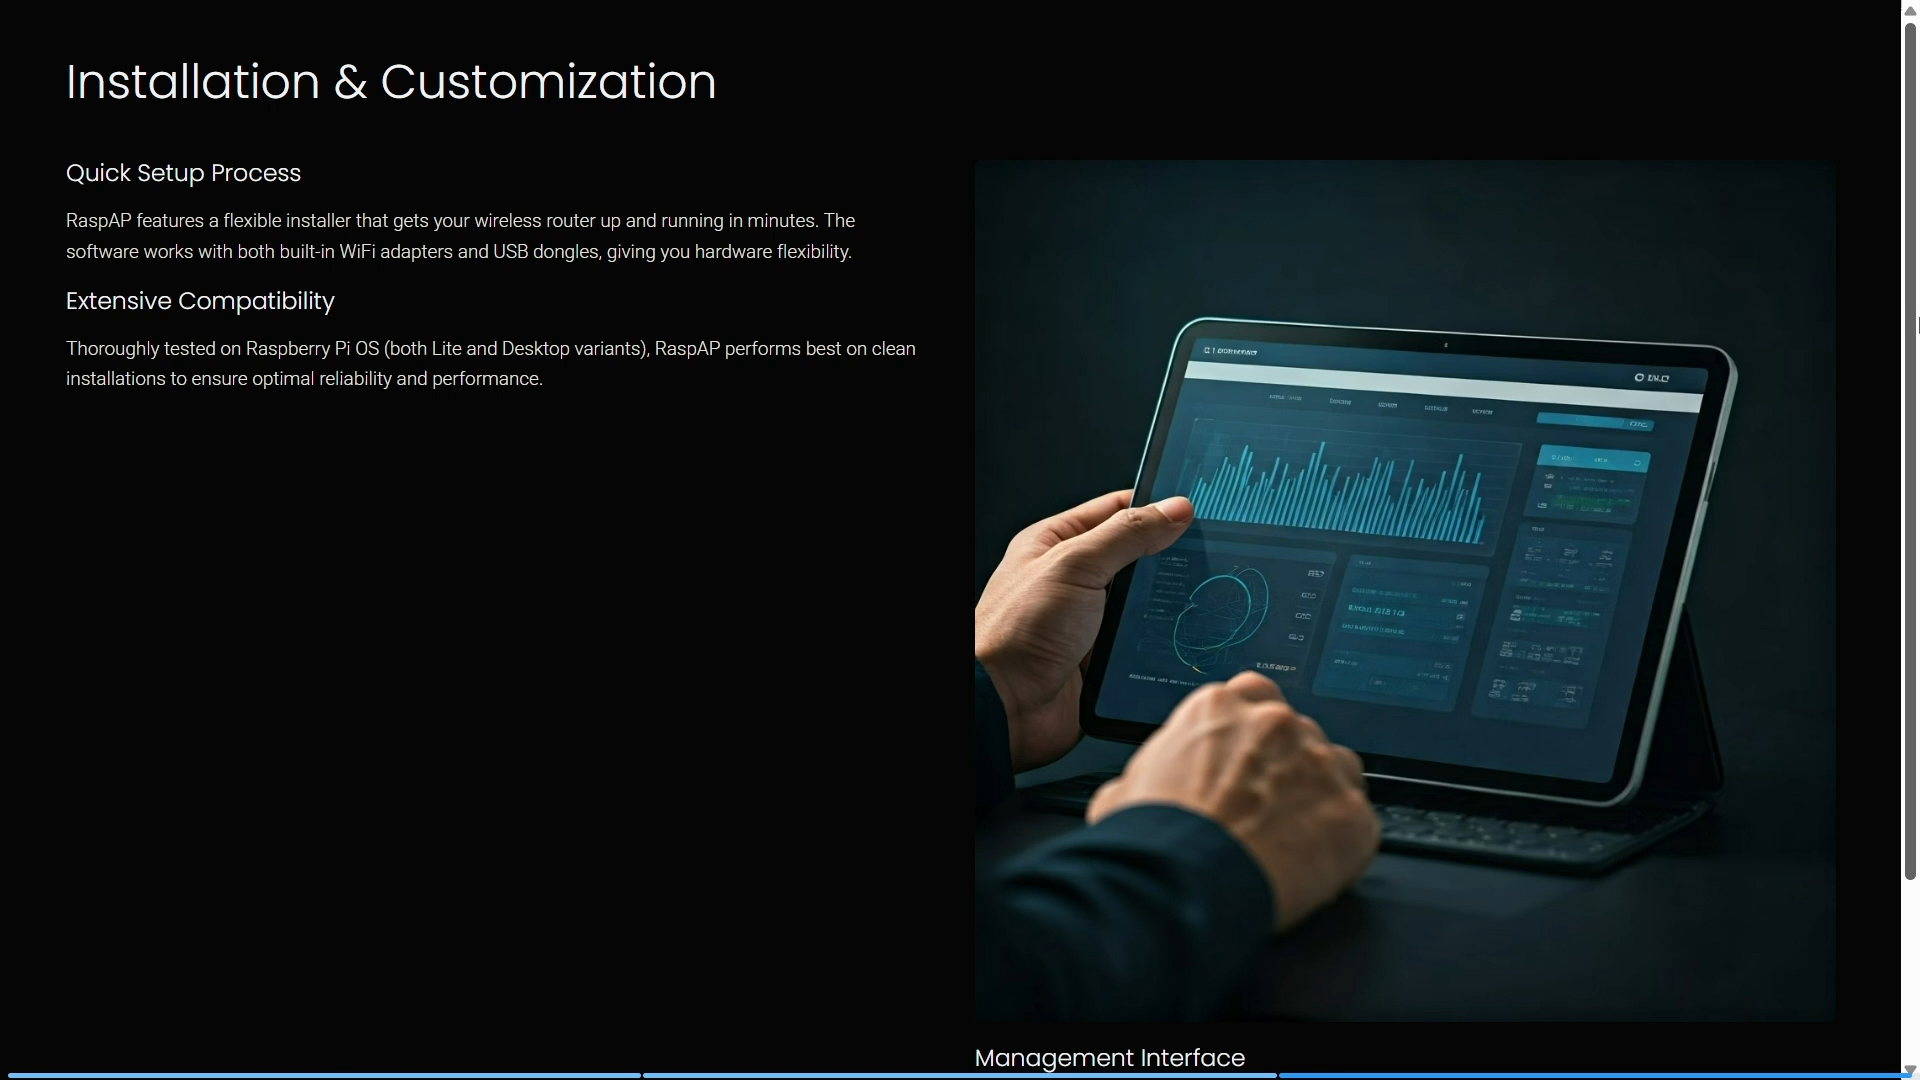 Installation & Customization
Quick Setup Process
RaspAP features a flexible installer that gets your wireless router up and running in minutes. The
software works with both built-in WiFi adapters and USB dongles, giving you hardware flexibility.
Extensive Compatibility
Thoroughly tested on Raspberry Pi OS (both Lite and Desktop variants), RaspAP performs best on clean
installations to ensure optimal reliability and performance.
Management Interface